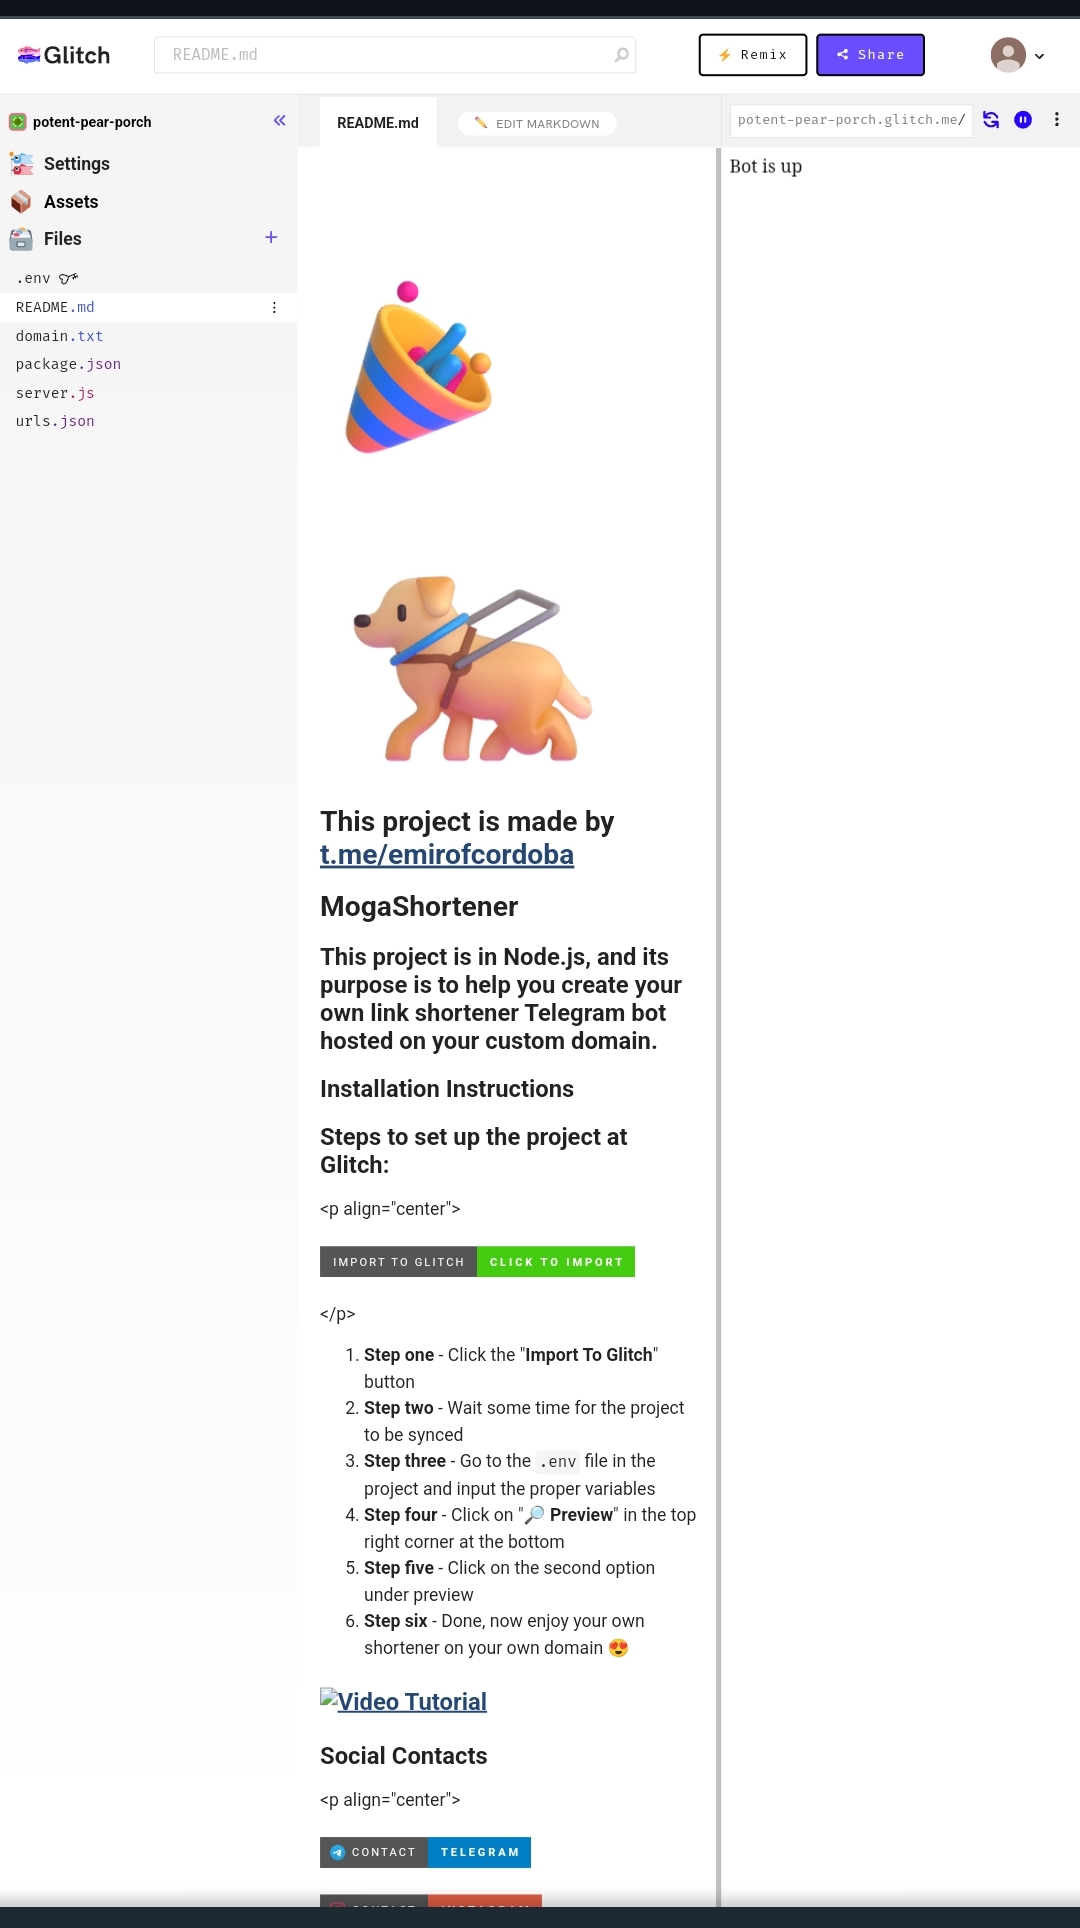 Glitch
README.md
Remix
Share
potent-pear-porch
README.md
EDIT MARKDOWN
potent-pear-porch.glitch.me/
Settings
Assets
Files
.env
README.md
domain.txt
package.json
server.js
urls.json
Bot is up
This project is made by
t.me/emirofcordoba
MogaShortener
This project is in Node.js, and its
purpose is to help you create your
own link shortener Telegram bot
hosted on your custom domain.
Installation Instructions
Steps to set up the project at
Glitch:
<p align="center">
IMPORT TO GLITCH CLICK TO IMPORT
</p>
1. Step one - Click the "Import To Glitch"
button
2. Step two - Wait some time for the project
to be synced
3. Step three - Go to the .env file in the
project and input the proper variables
4. Step four - Click on "🔎 Preview" in the top
right corner at the bottom
5. Step five - Click on the second option
under preview
6. Step six - Done, now enjoy your own
shortener on your own domain 😍
Video Tutorial
Social Contacts
<p align="center">
CONTACT TELEGRAM